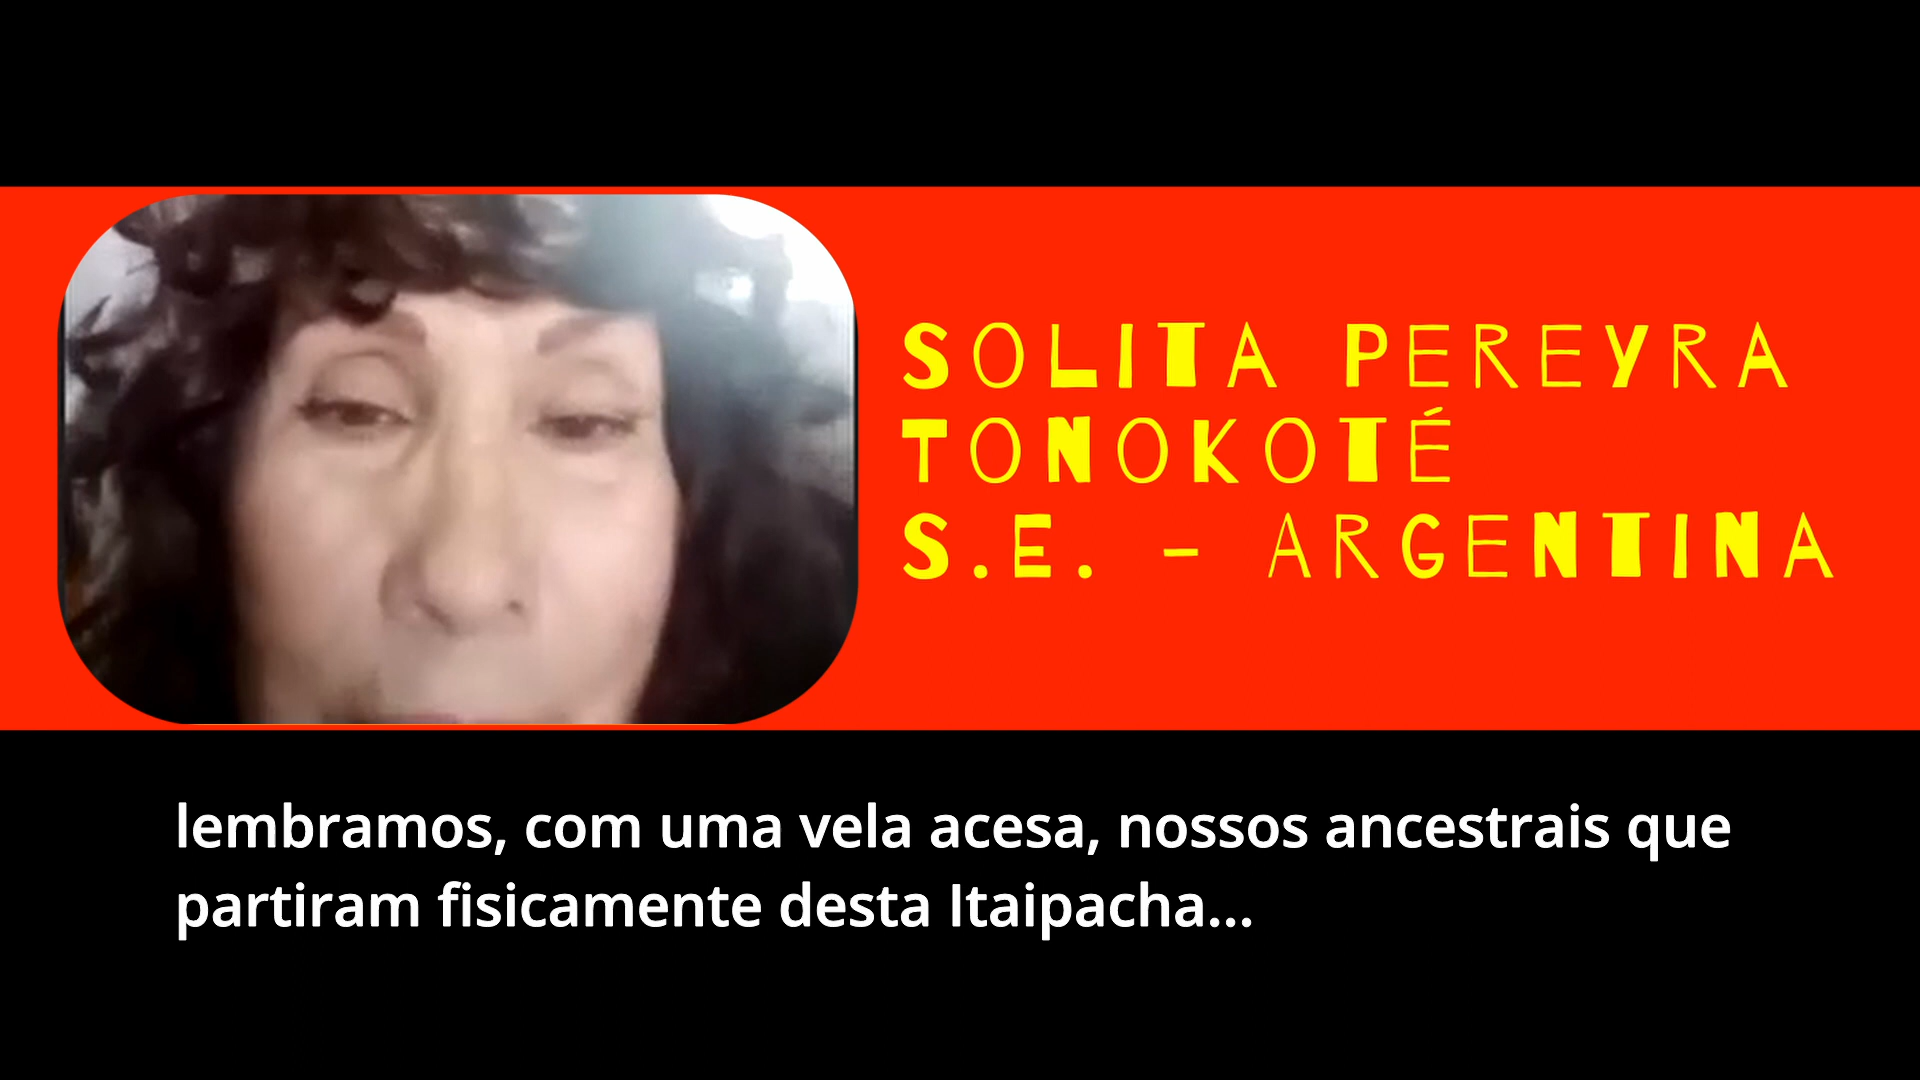 SOLITA PEREYRA
TONOKOTÉ
S.E. - ARGENTINA
lembramos, com uma vela acesa, nossos ancestrais que
partiram fisicamente desta Itaipacha...